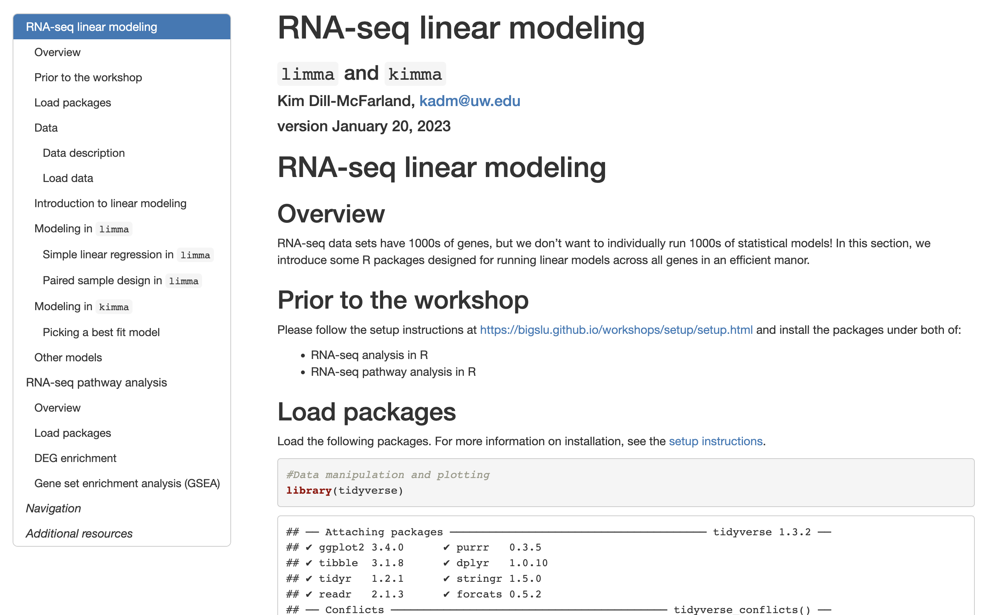 RNA-seq linear modeling
Overview
Prior to the workshop
Load packages
Data
Data description
Load data
Introduction to linear modeling
Modeling in limma
Simple linear regression in limma
Paired sample design in limma
Modeling in kimma
Picking a best fit model
Other models
RNA-seq pathway analysis
Overview
Load packages
DEG enrichment
Gene set enrichment analysis (GSEA)
Navigation
Additional resources
RNA-seq linear modeling
limma and kimma
Kim Dill-McFarland, kadm@uw.edu
version January 20, 2023
RNA-seq linear modeling
Overview
RNA-seq data sets have 1000s of genes, but we don’t want to individually run 1000s of statistical models! In this section, we
introduce some R packages designed for running linear models across all genes in an efficient manor.
Prior to the workshop
Please follow the setup instructions at https://bigslu.github.io/workshops/setup/setup.html and install the packages under both of:
• RNA-seq analysis in R
• RNA-seq pathway analysis in R
Load packages
Load the following packages. For more information on installation, see the setup instructions.
#Data manipulation and plotting
library(tidyverse)
## ── Attaching packages ─────────────────────────────────────── tidyverse 1.3.2 ──
## ✔ ggplot2 3.4.0      ✔ purrr   0.3.5
## ✔ tibble  3.1.8      ✔ dplyr   1.0.10
## ✔ tidyr   1.2.1      ✔ stringr 1.5.0
## ✔ readr   2.1.3      ✔ forcats 0.5.2
## ── Conflicts ────────────────────────────────────────── tidyverse_conflicts() ──